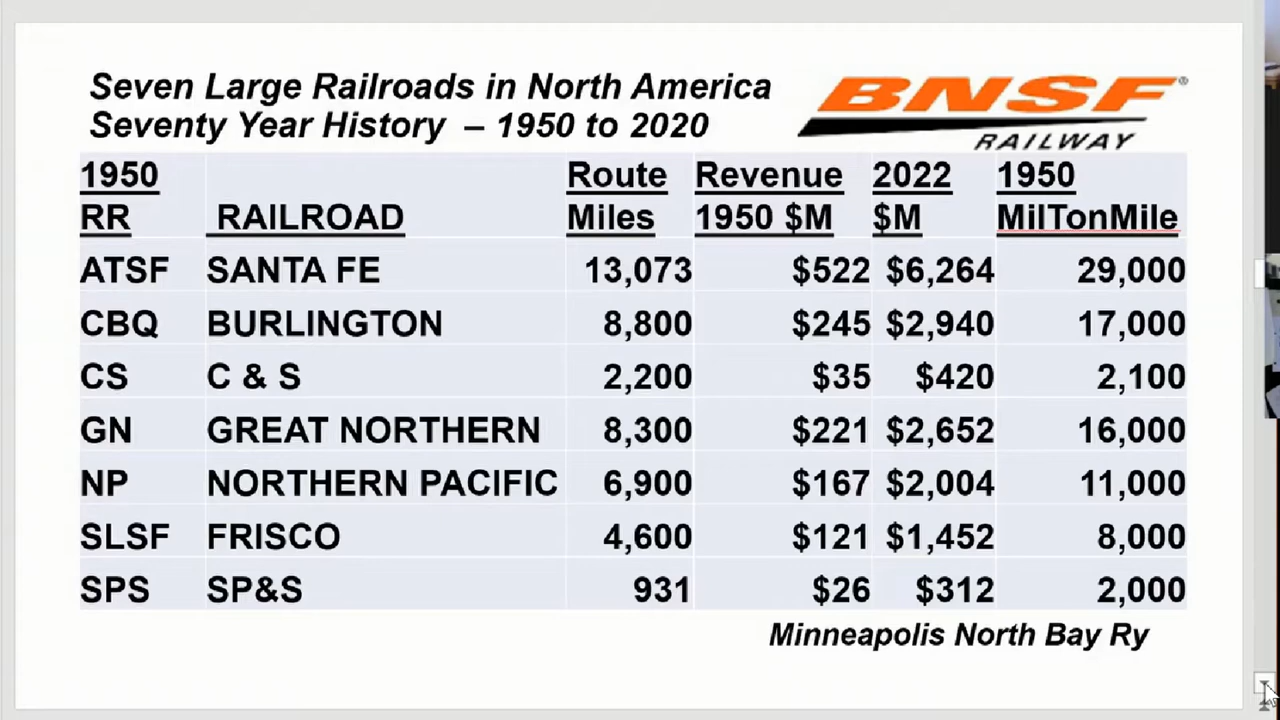 Seven Large Railroads in North America
Seventy Year History – 1950 to 2020
BNSF®
RAILWAY
1950 Route Revenue 2022 1950
RR RAILROAD Miles 1950 $M $M MilTonMile
ATSF SANTA FE 13,073 $522 $6,264 29,000
CBQ BURLINGTON 8,800 $245 $2,940 17,000
CS C & S 2,200 $35 $420 2,100
GN GREAT NORTHERN 8,300 $221 $2,652 16,000
NP NORTHERN PACIFIC 6,900 $167 $2,004 11,000
SLSF FRISCO 4,600 $121 $1,452 8,000
SPS SP&S 931 $26 $312 2,000
Minneapolis North Bay Ry